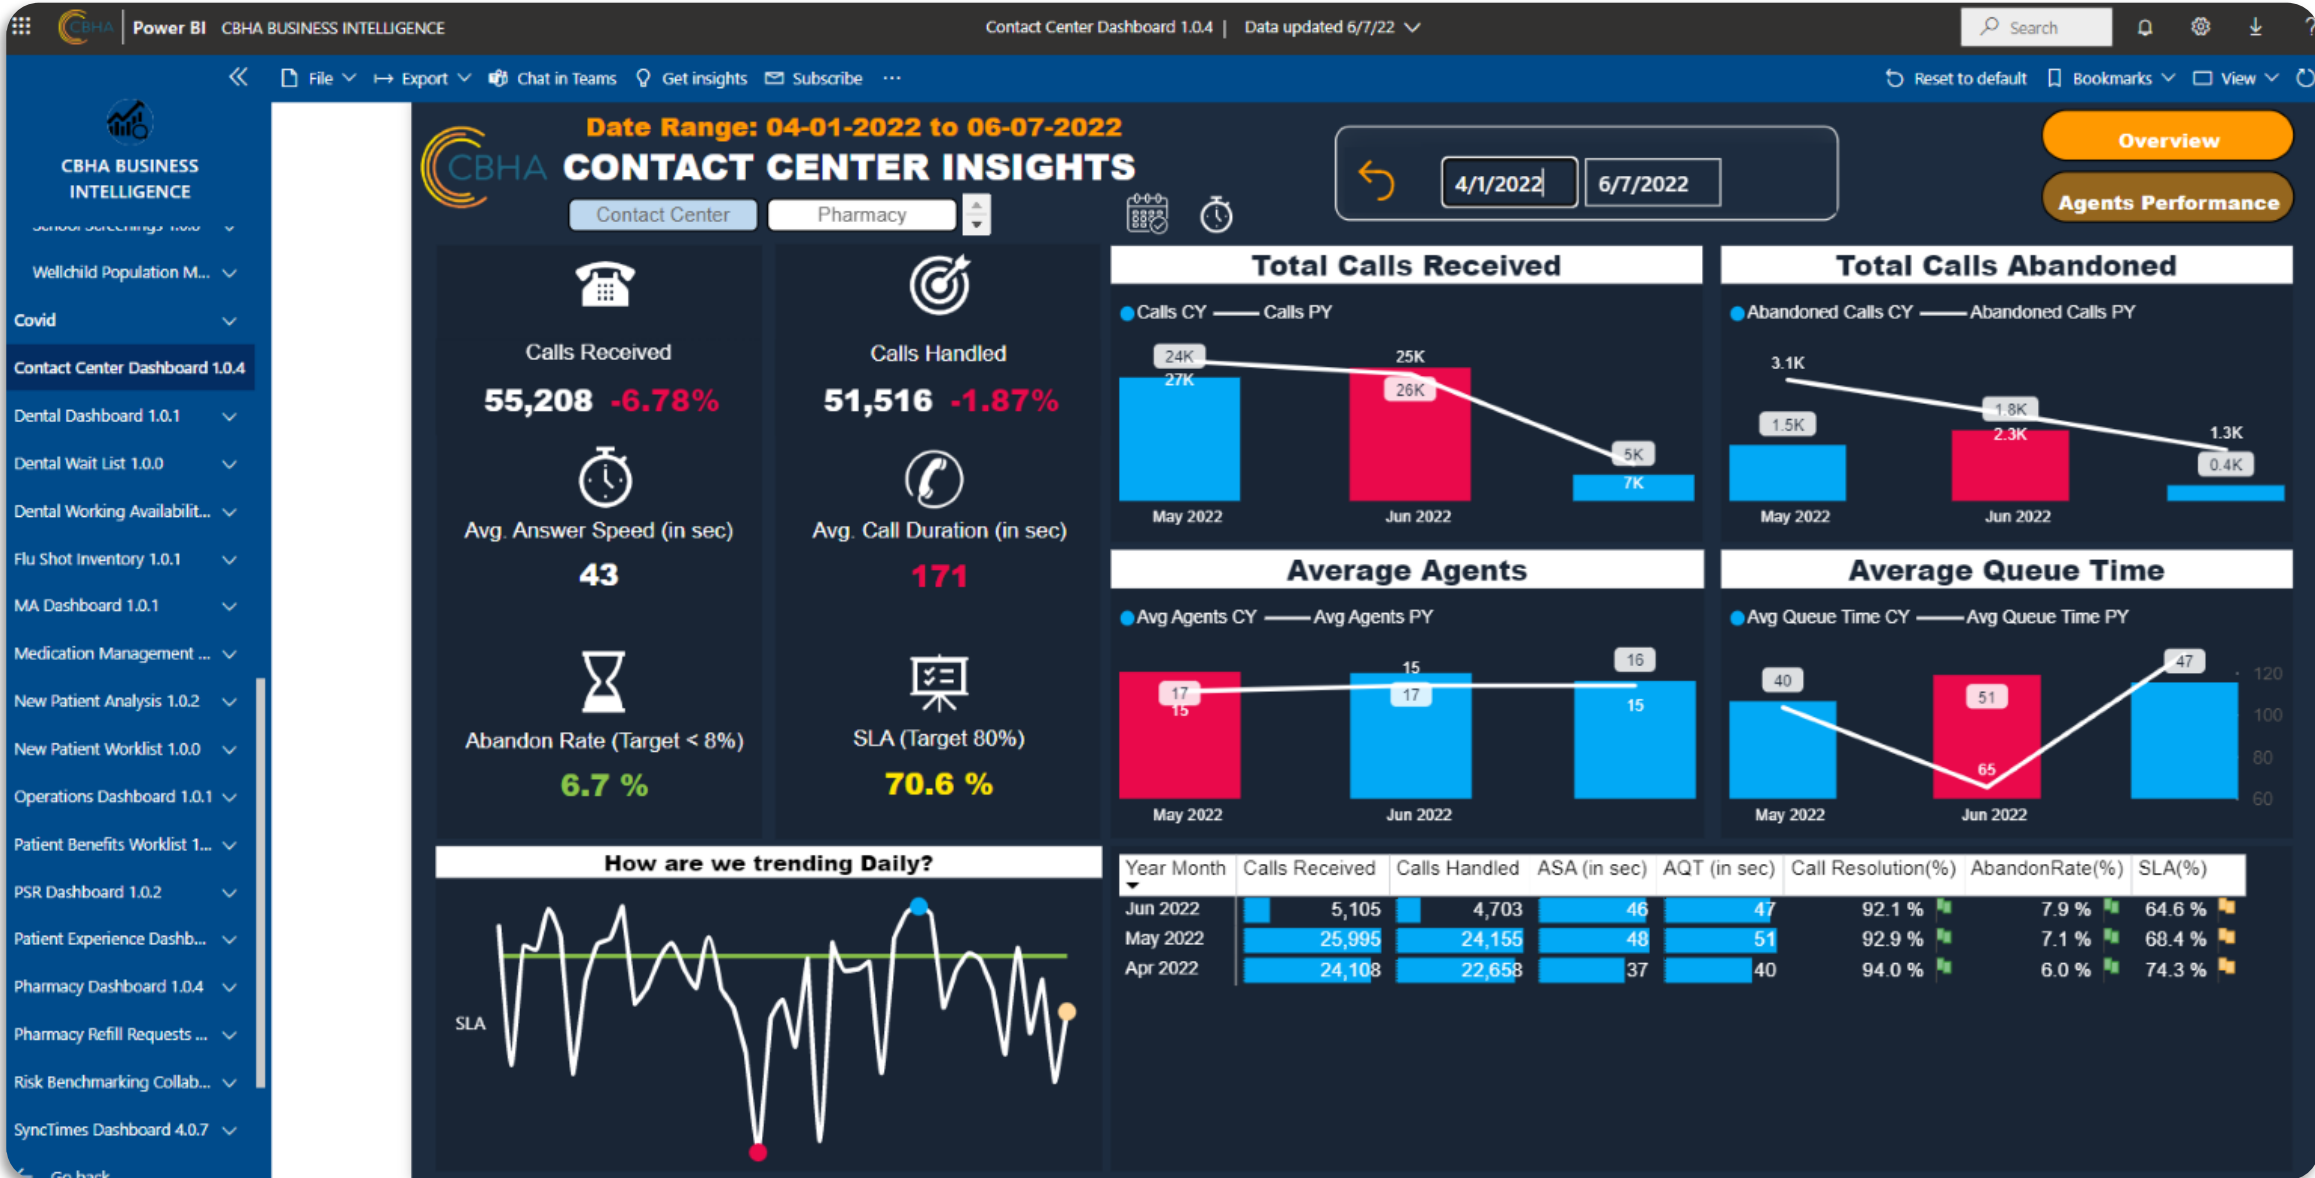 CBHA Power BI CBHA BUSINESS INTELLIGENCE
Contact Center Dashboard 1.0.4 | Data updated 6/7/22
Search
File Export Chat in Teams Get insights Subscribe ...
Reset to default Bookmarks View
CBHA BUSINESS
INTELLIGENCE
Wellchild Population M...
Covid
Contact Center Dashboard 1.0.4
Dental Dashboard 1.0.1
Dental Wait List 1.0.0
Dental Working Availabilit...
Flu Shot Inventory 1.0.1
MA Dashboard 1.0.1
Medication Management ...
New Patient Analysis 1.0.2
New Patient Worklist 1.0.0
Operations Dashboard 1.0.1
Patient Benefits Worklist 1...
PSR Dashboard 1.0.2
Patient Experience Dashb...
Pharmacy Dashboard 1.0.4
Pharmacy Refill Requests ...
Risk Benchmarking Collab...
SyncTimes Dashboard 4.0.7
Go back
CBHA
Date Range: 04-01-2022 to 06-07-2022
CONTACT CENTER INSIGHTS
Contact Center Pharmacy
4/1/2022 6/7/2022
Overview
Agents Performance
Calls Received
55,208 -6.78%
Calls Handled
51,516 -1.87%
Avg. Answer Speed (in sec)
43
Avg. Call Duration (in sec)
171
Abandon Rate (Target < 8%)
6.7 %
SLA (Target 80%)
70.6 %
Total Calls Received
Calls CY Calls PY
24K 25K
27K 26K
5K
7K
May 2022 Jun 2022
Total Calls Abandoned
Abandoned Calls CY Abandoned Calls PY
3.1K
1.5K 1.8K
2.3K 1.3K
0.4K
May 2022 Jun 2022
Average Agents
Avg Agents CY Avg Agents PY
15 16
17 17
15 15
May 2022 Jun 2022
Average Queue Time
Avg Queue Time CY Avg Queue Time PY
47
40 120
51 100
65 80
60
May 2022 Jun 2022
How are we trending Daily?
SLA
Year Month Calls Received Calls Handled ASA (in sec) AQT (in sec) Call Resolution(%) AbandonRate(%) SLA(%)
Jun 2022 5,105 4,703 46 47 92.1 % 7.9 % 64.6 %
May 2022 25,995 24,155 48 51 92.9 % 7.1 % 68.4 %
Apr 2022 24,108 22,658 37 40 94.0 % 6.0 % 74.3 %